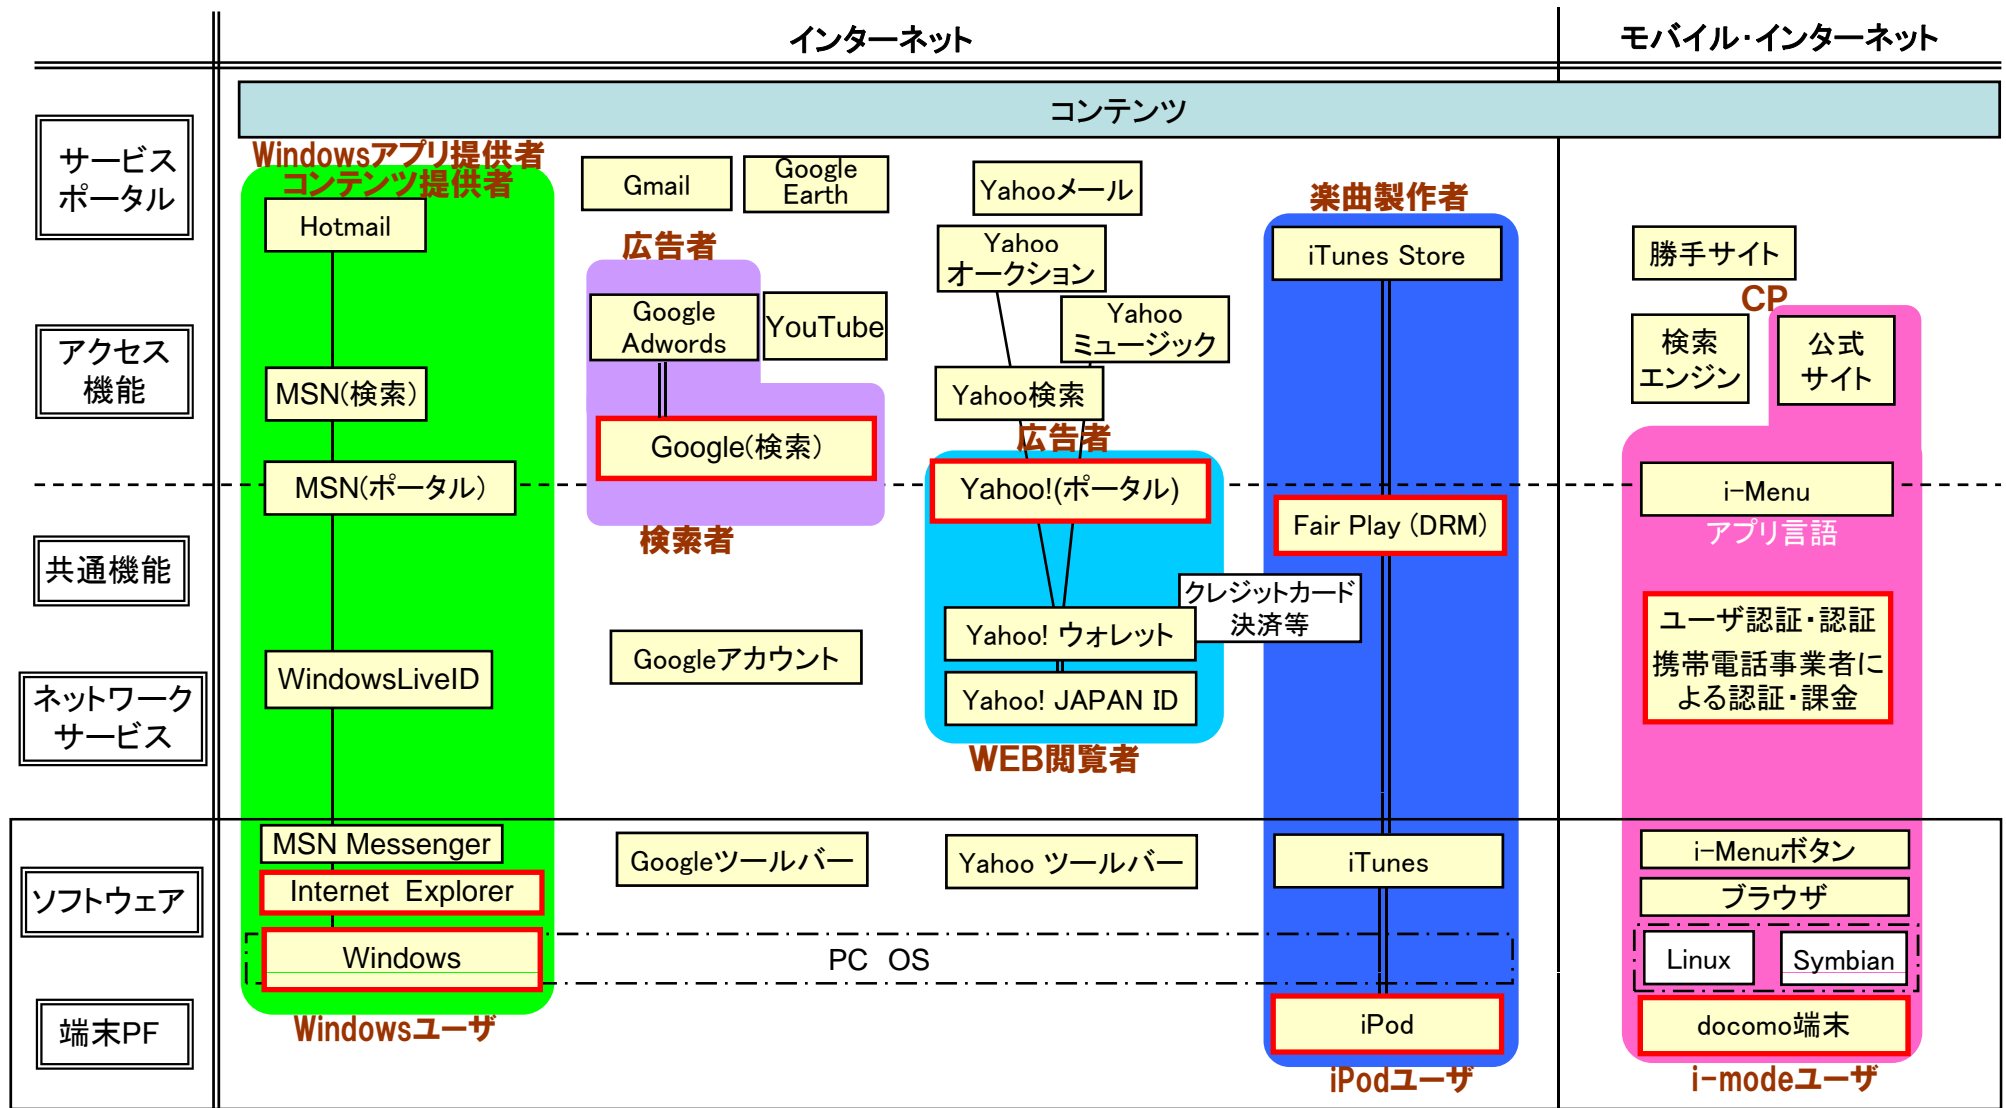 インターネット
モバイル・インターネット
コンテンツ
サービス
ポータル
アクセス
機能
共通機能
ネットワーク
サービス
ソフトウェア
端末PF
Windowsアプリ提供者
コンテンツ提供者
Hotmail
MSN(検索)
MSN(ポータル)
WindowsLiveID
MSN Messenger
Internet Explorer
Windows
Windowsユーザ
Gmail
Google
Earth
広告者
Google
Adwords
YouTube
Google(検索)
検索者
Googleアカウント
Googleツールバー
PC OS
Yahooメール
Yahoo
オークション
Yahoo
ミュージック
Yahoo検索
広告者
Yahoo!(ポータル)
Yahoo! ウォレット
Yahoo! JAPAN ID
WEB閲覧者
Yahoo ツールバー
クレジットカード
決済等
楽曲製作者
iTunes Store
Fair Play (DRM)
iTunes
iPod
iPodユーザ
勝手サイト
CP
検索
エンジン
公式
サイト
i-Menu
アプリ言語
ユーザ認証・認証
携帯電話事業者に
よる認証・課金
i-Menuボタン
ブラウザ
Linux
Symbian
docomo端末
i-modeユーザ